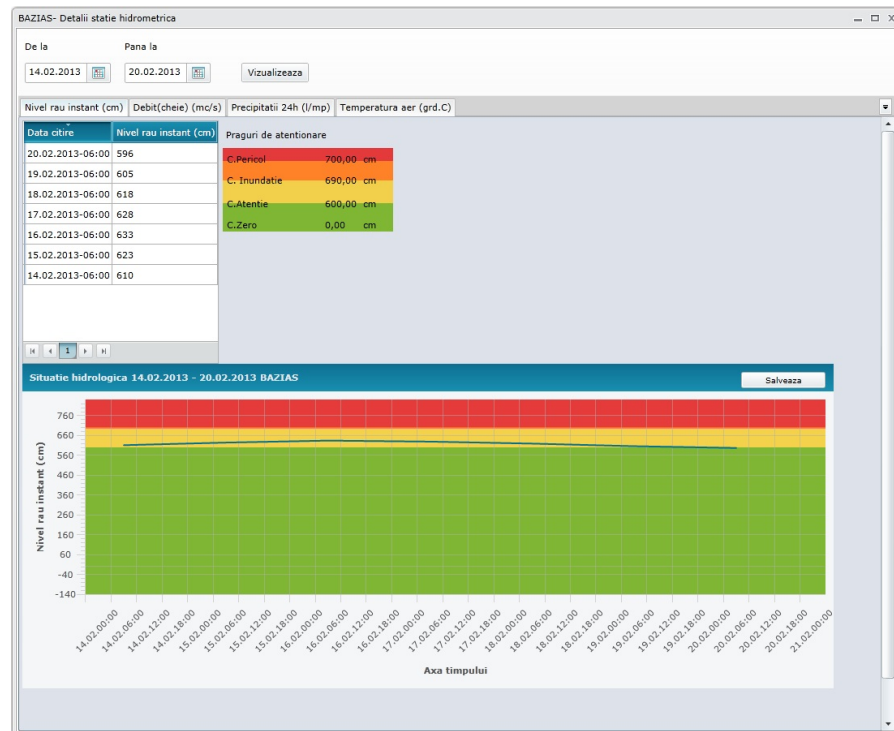 BAZIAS- Detalii statie hidrometrica
De la Pana la
14.02.2013 20.02.2013 Vizualizeaza
Nivel rau instant (cm) Debit(cheie) (mc/s) Precipitatii 24h (l/mp) Temperatura aer (grd.C)
Data citire Nivel rau instant (cm)
20.02.2013-06:00 596
19.02.2013-06:00 605
18.02.2013-06:00 618
17.02.2013-06:00 628
16.02.2013-06:00 633
15.02.2013-06:00 623
14.02.2013-06:00 610
1
Praguri de atentionare
C.Pericol 700,00 cm
C. Inundatie 690,00 cm
C.Atentie 600,00 cm
C.Zero 0,00 cm
Situatie hidrologica 14.02.2013 - 20.02.2013 BAZIAS Salveaza
Nivel rau instant (cm)
760
660
560
460
360
260
160
60
-40
-140
14.02.00:00 14.02.06:00 14.02.12:00 14.02.18:00 15.02.00:00 15.02.06:00 15.02.12:00 15.02.18:00 16.02.00:00 16.02.06:00 16.02.12:00 16.02.18:00 17.02.00:00 17.02.06:00 17.02.12:00 17.02.18:00 18.02.00:00 18.02.06:00 18.02.12:00 18.02.18:00 19.02.00:00 19.02.06:00 19.02.12:00 19.02.18:00 20.02.00:00 20.02.06:00 20.02.12:00 20.02.18:00 21.02.00:00
Axa timpului